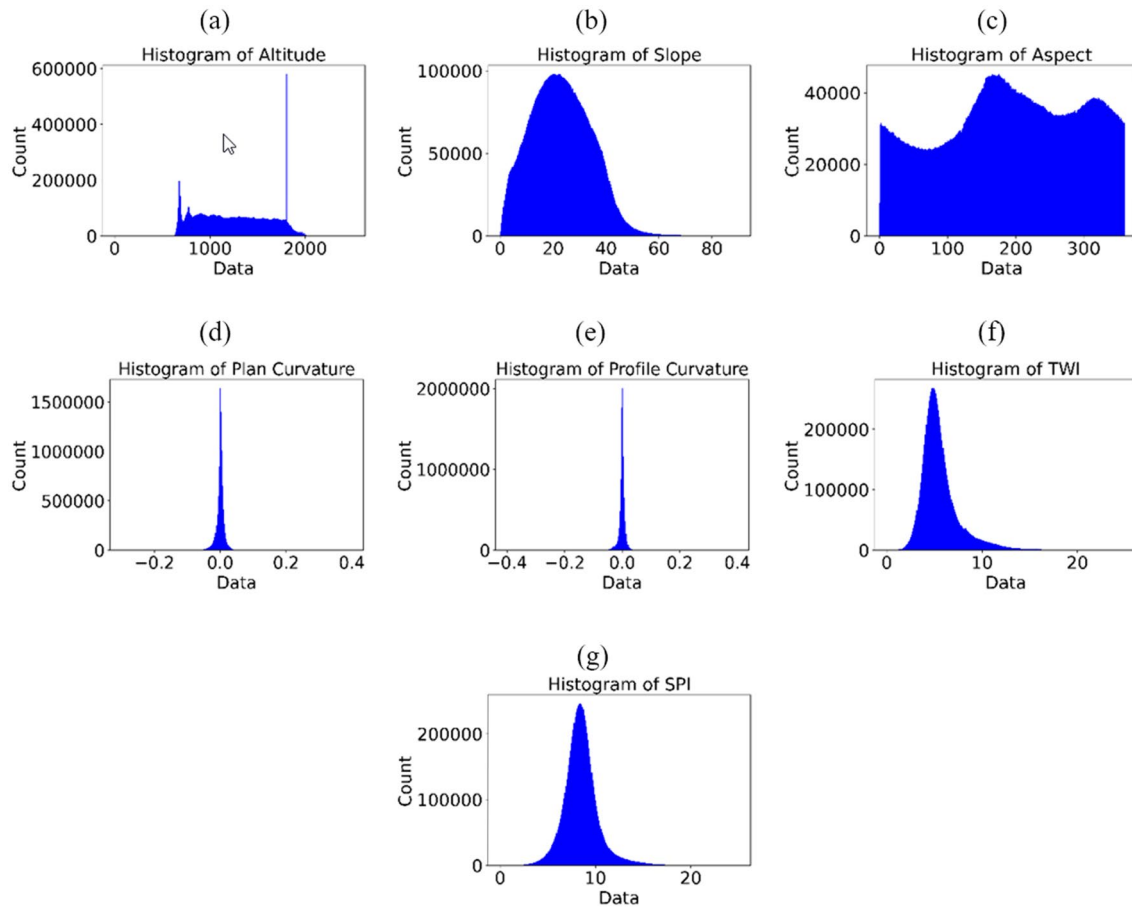 (a)
Histogram of Altitude
600000
400000
200000
0
Count
0 1000 2000
Data
(b)
Histogram of Slope
100000
50000
0
Count
0 20 40 60 80
Data
(c)
Histogram of Aspect
40000
20000
0
Count
0 100 200 300
Data
(d)
Histogram of Plan Curvature
1500000
1000000
500000
0
Count
−0.2 0.0 0.2 0.4
Data
(e)
Histogram of Profile Curvature
2000000
1000000
0
Count
−0.4 −0.2 0.0 0.2 0.4
Data
(f)
Histogram of TWI
200000
100000
0
Count
0 10 20
Data
(g)
Histogram of SPI
200000
100000
0
Count
0 10 20
Data